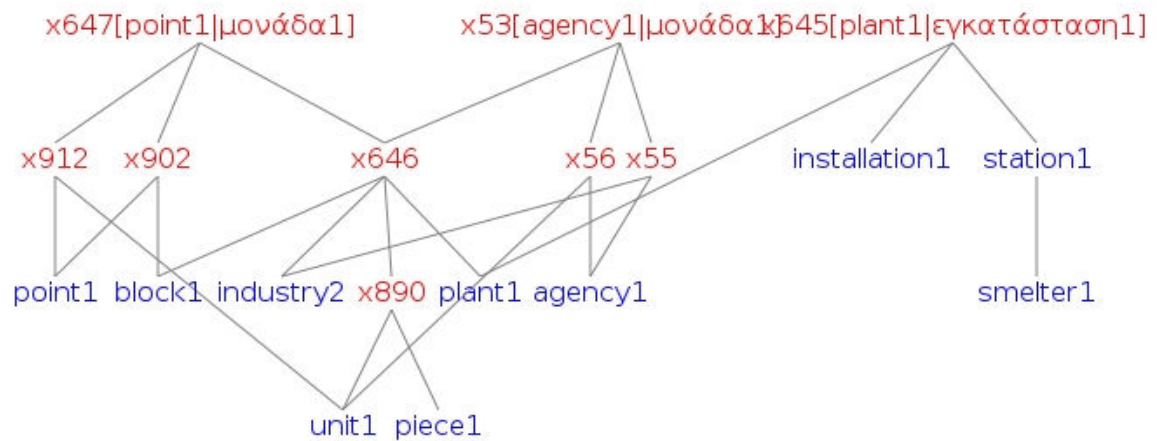 x647[point1|μονάδα1] x53[agency1|μονάδα1] x645[plant1|εγκατάσταση1]
x912 x902 x646 x56 x55 installation1 station1
point1 block1 industry2 x890 plant1 agency1 smelter1
unit1 piece1